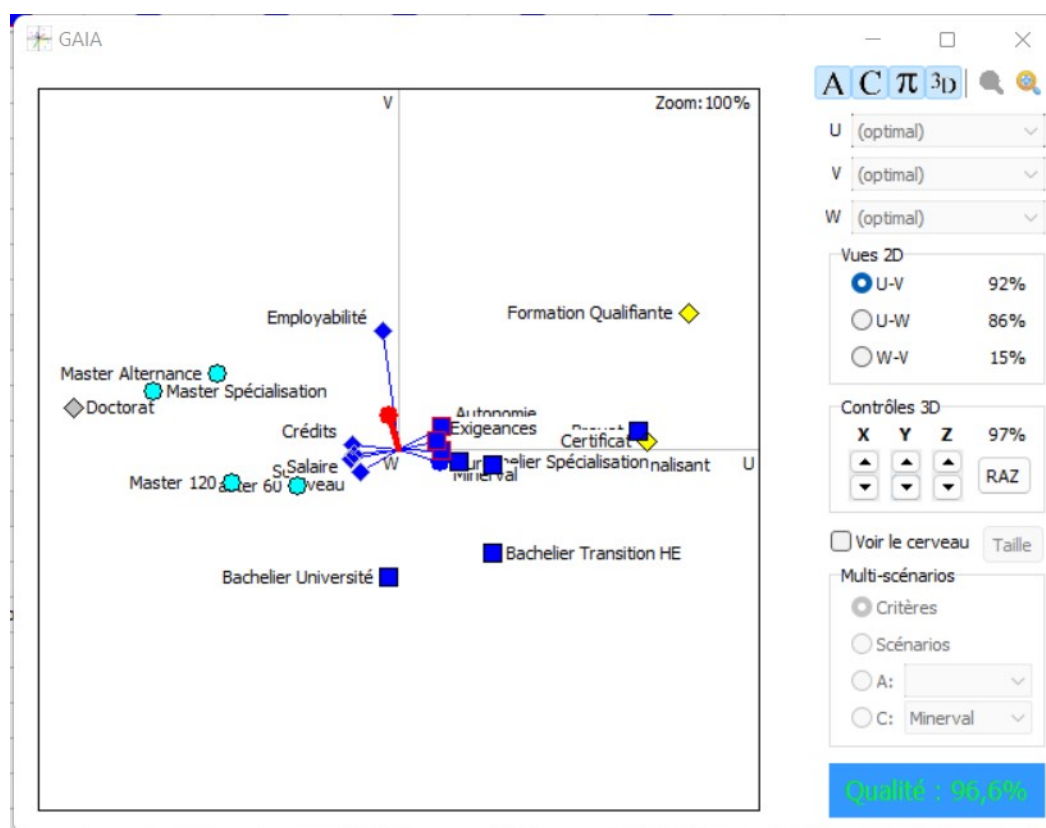 GAIA
A C π 3D
V
Zoom: 100%
U (optimal)
V (optimal)
W (optimal)
Vues 2D
U-V 92%
U-W 86%
W-V 15%
Contrôles 3D
X Y Z 97%
RAZ
Voir le cerveau Taille
Multi-scénarios
Critères
Scénarios
A:
C: Minerval
Qualité : 96,6%
Employabilité
Formation Qualifiante
Master Alternance
Master Spécialisation
Doctorat
Autonomie
Crédits
Exigeances
Certificat
Salaire
W
Spécialisation
U
Minerval
Master 120
60
Bachelier Transition HE
Bachelier Université